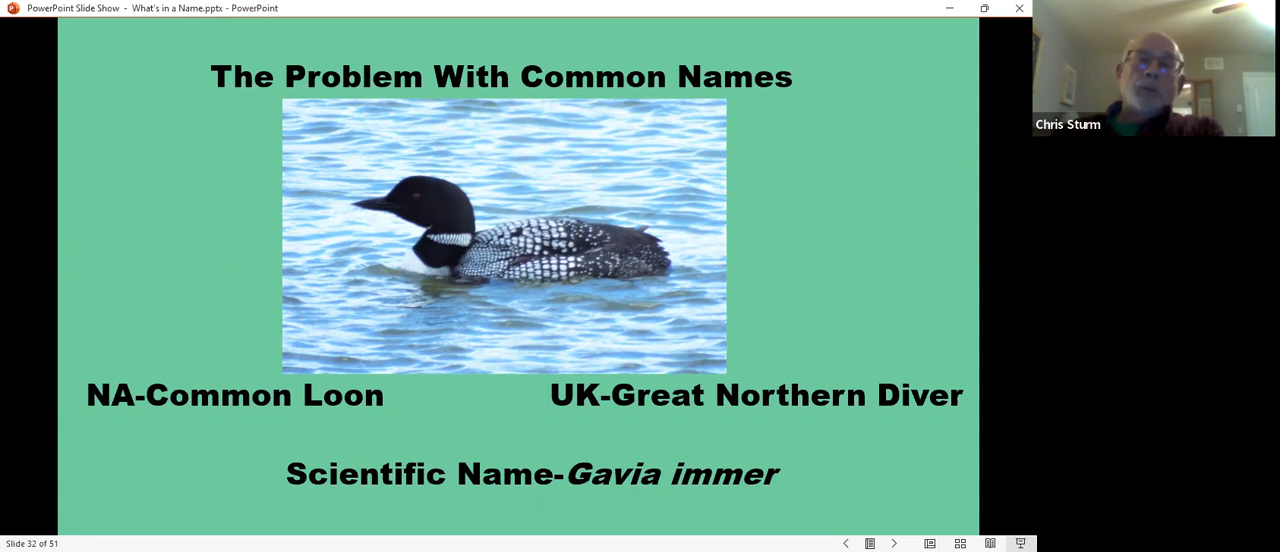 PowerPoint Slide Show - What's in a Name.pptx - PowerPoint
The Problem With Common Names
Chris Sturm
NA-Common Loon
UK-Great Northern Diver
Scientific Name-Gavia immer
Slide 32 of 51